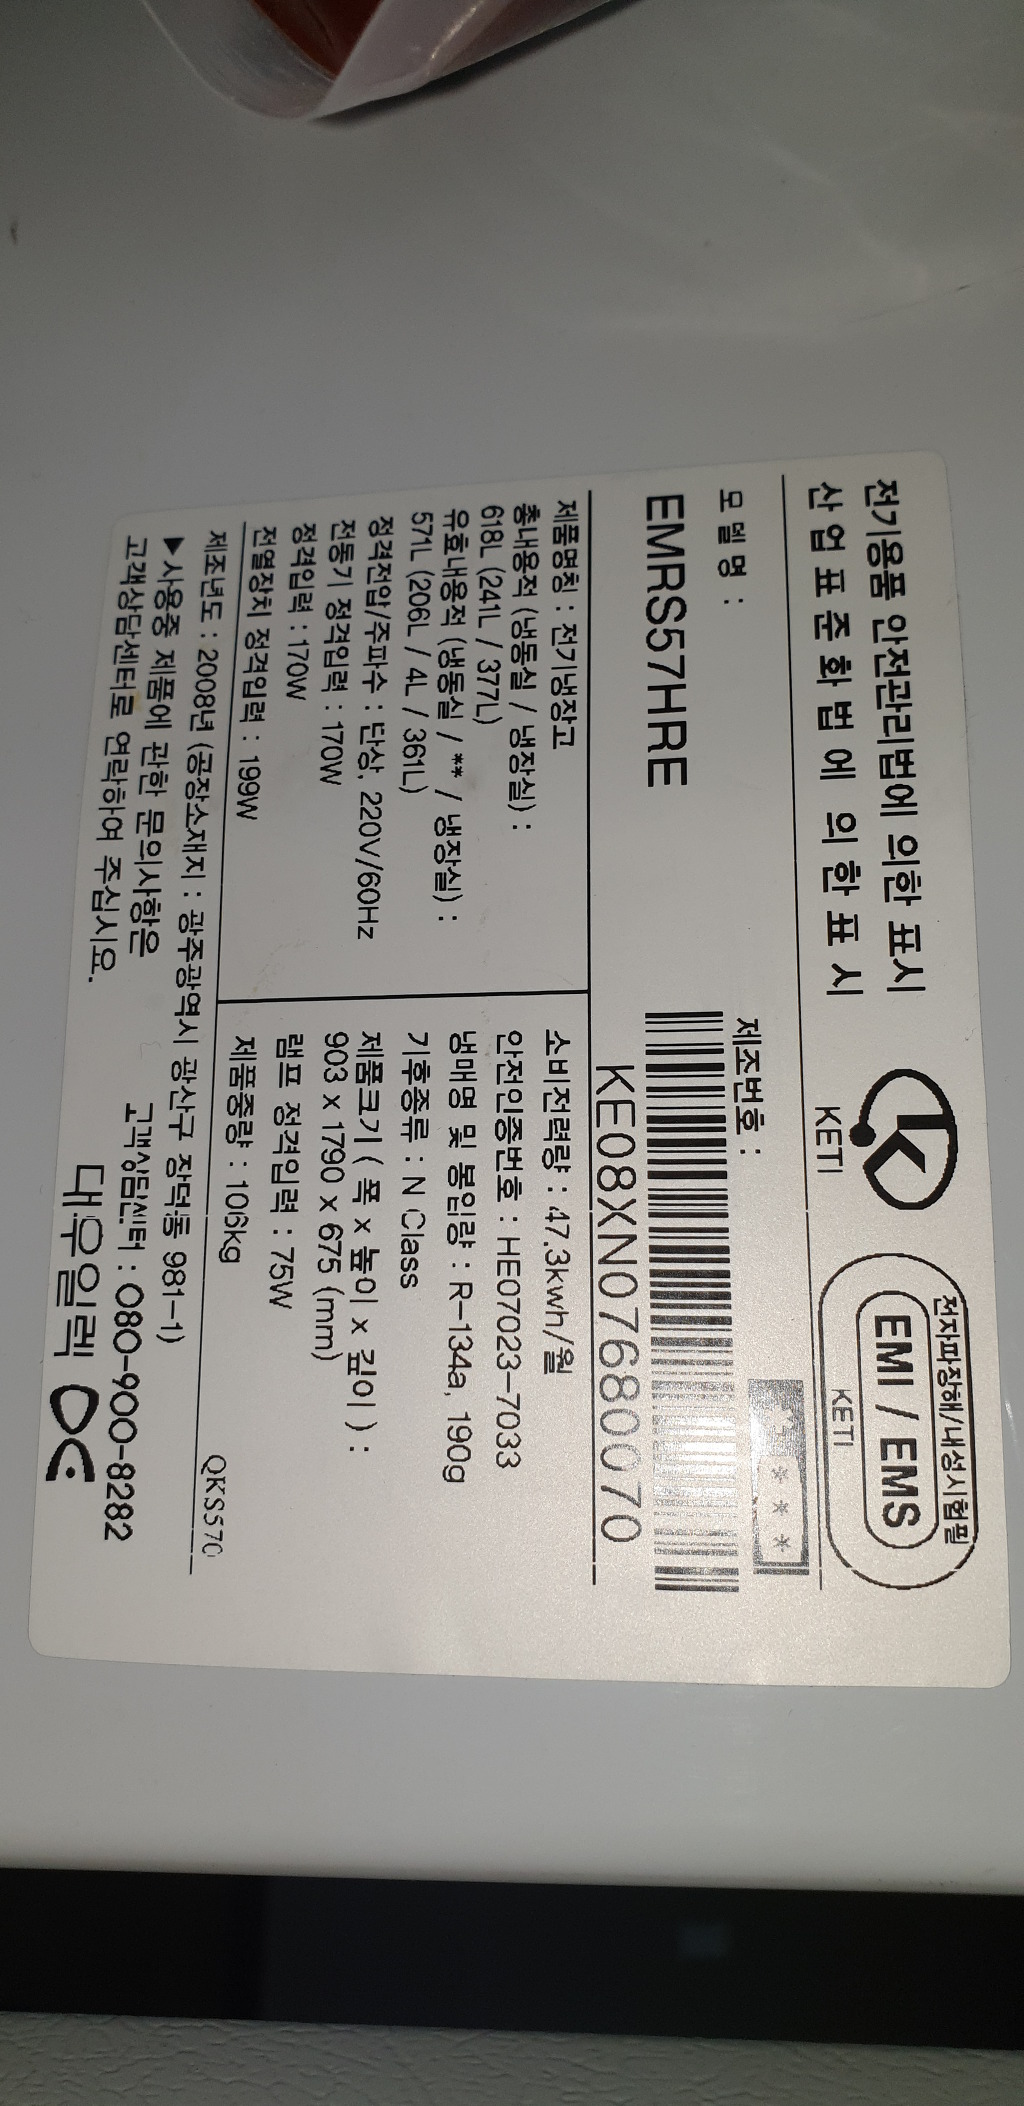 전기용품 안전관리법에 의한 표시
산업표준화법에 의한 표시
KETI
전자파장해/내성시험필
EMI / EMS
KETI
모델명 :
EMRS57HRE
제조번호 :
****
KE08XN07680070
제품명칭 : 전기냉장고
총내용적 (냉동실 / 냉장실) :
618L (241L / 377L)
유효내용적 (냉동실 / ** / 냉장실) :
571L (206L / 4L / 361L)
정격전압/주파수 : 단상, 220V/60Hz
전동기 정격입력 : 170W
정격입력 : 170W
전열장치 정격입력 : 199W
소비전력량 : 47.3kwh/월
안전인증번호 : HE07023-7033
냉매명 및 봉입량 : R-134a, 190g
기후종류 : N Class
제품크기 ( 폭 x 높이 x 깊이 ) :
903 x 1790 x 675 (mm)
램프 정격입력 : 75W
제품중량 : 106kg
QKS570
제조년도 : 2008년 (공장소재지 : 광주광역시 광산구 장덕동 981-1)
▶사용중 제품에 관한 문의사항은
고객상담센터로 연락하여 주십시요.
고객상담센터 : 080-900-8282
대우일렉